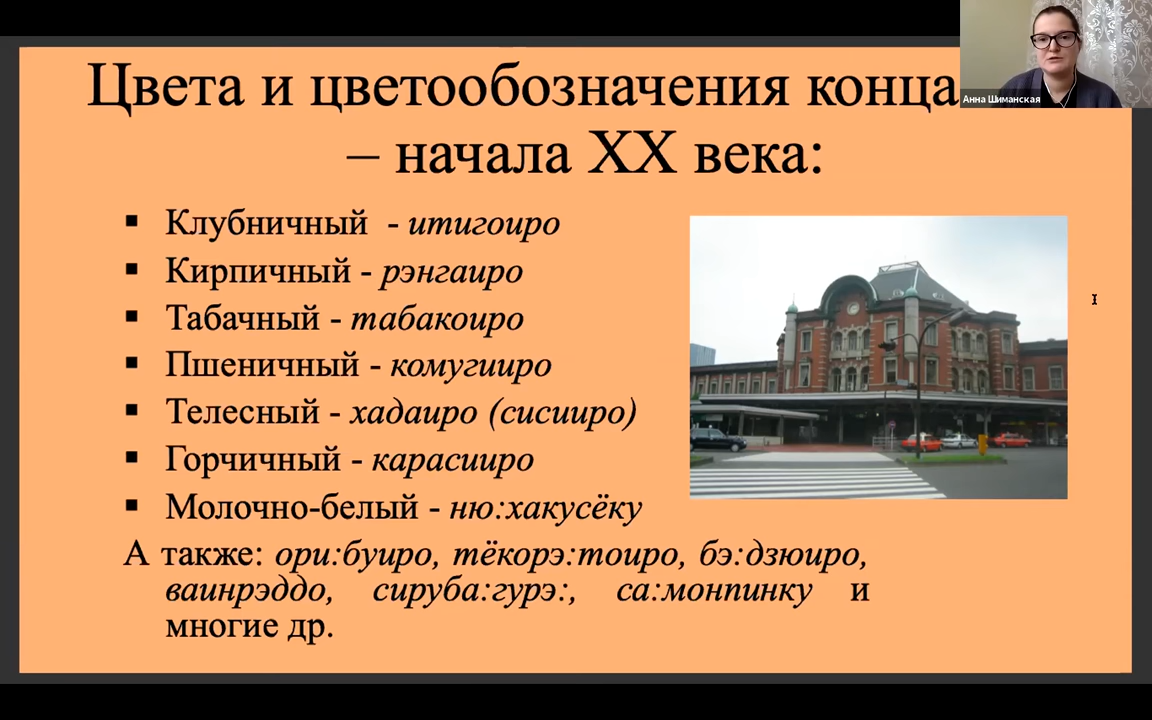 Цвета и цветообозначения конца
– начала XX века:
Анна Шиманская
▪ Клубничный - итигоиро
▪ Кирпичный - рэнгаиро
▪ Табачный - табакоиро
▪ Пшеничный - комугииро
▪ Телесный - хадаиро (сисииро)
▪ Горчичный - карасииро
▪ Молочно-белый - ню:хакусёку
А также: ори:буиро, тёкорэ:тоиро, бэ:дзюиро,
ваинрэддо, сируба:гурэ:, са:монпинку и
многие др.